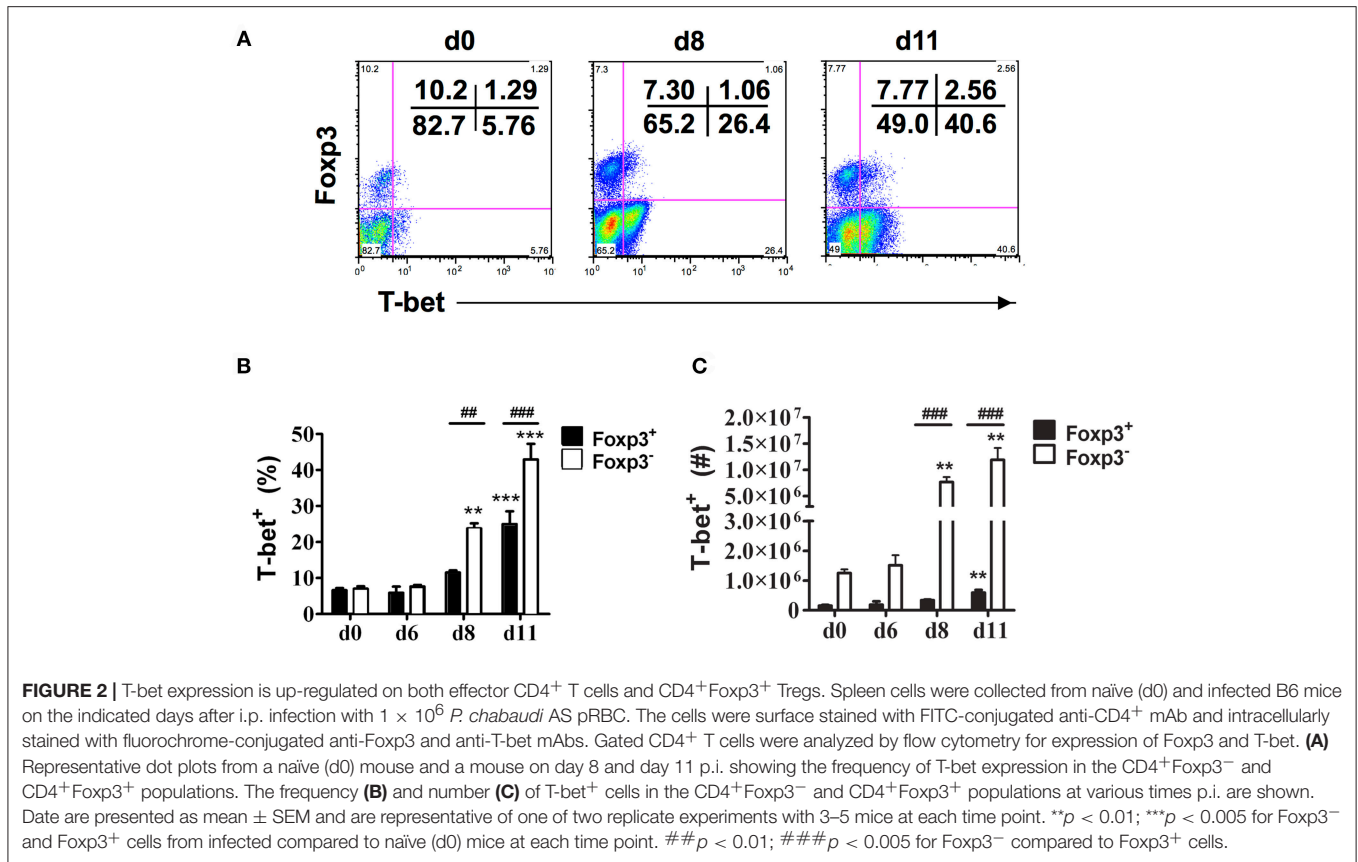 A
d0
d8
d11
10.2
1.29
10.2 1.29
82.7 5.76
82.7
5.76
7.3
1.06
7.30 1.06
65.2 26.4
65.2
26.4
7.77
2.56
7.77 2.56
49.0 40.6
49
40.6
Foxp3
10⁰ 10¹ 10² 10³ 10⁴
10⁰ 10¹ 10² 10³ 10⁴
10⁰ 10¹ 10² 10³ 10⁴
T-bet
B
## ###
Foxp3⁺
Foxp3⁻
T-bet⁺ (%)
50
40
30
20
10
0
** *** ***
d0 d6 d8 d11
C
### ###
Foxp3⁺
Foxp3⁻
T-bet⁺ (#)
2.0×10⁷
1.5×10⁷
1.0×10⁷
5.0×10⁶
3.0×10⁶
2.0×10⁶
1.0×10⁶
0
** ** **
d0 d6 d8 d11
FIGURE 2 | T-bet expression is up-regulated on both effector CD4⁺ T cells and CD4⁺Foxp3⁺ Tregs. Spleen cells were collected from naïve (d0) and infected B6 mice
on the indicated days after i.p. infection with 1 × 10⁶ P. chabaudi AS pRBC. The cells were surface stained with FITC-conjugated anti-CD4⁺ mAb and intracellularly
stained with fluorochrome-conjugated anti-Foxp3 and anti-T-bet mAbs. Gated CD4⁺ T cells were analyzed by flow cytometry for expression of Foxp3 and T-bet. (A)
Representative dot plots from a naïve (d0) mouse and a mouse on day 8 and day 11 p.i. showing the frequency of T-bet expression in the CD4⁺Foxp3⁻ and
CD4⁺Foxp3⁺ populations. The frequency (B) and number (C) of T-bet⁺ cells in the CD4⁺Foxp3⁻ and CD4⁺Foxp3⁺ populations at various times p.i. are shown.
Date are presented as mean ± SEM and are representative of one of two replicate experiments with 3–5 mice at each time point. **p < 0.01; ***p < 0.005 for Foxp3⁻
and Foxp3⁺ cells from infected compared to naïve (d0) mice at each time point. ##p < 0.01; ###p < 0.005 for Foxp3⁻ compared to Foxp3⁺ cells.